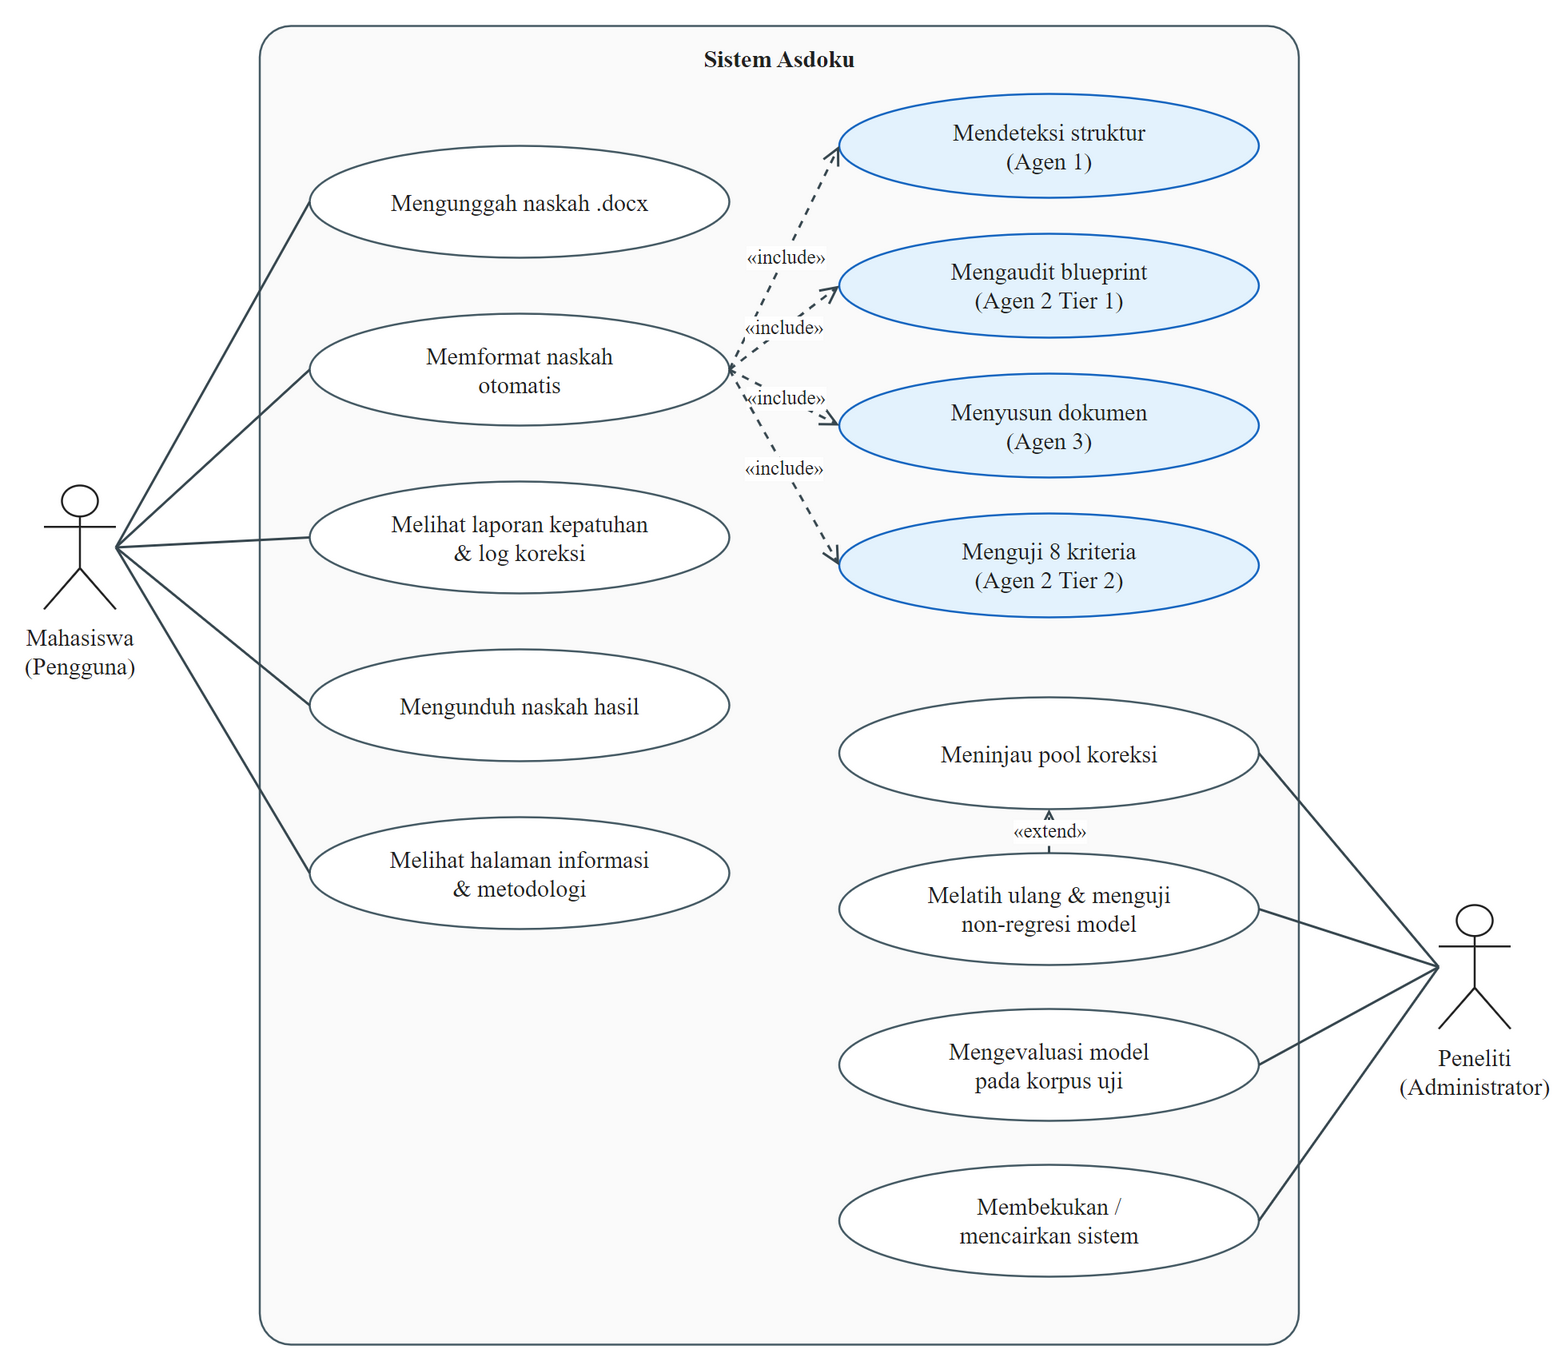 Sistem Asdoku
Mengunggah naskah .docx
Memformat naskah
otomatis
Melihat laporan kepatuhan
& log koreksi
Mengunduh naskah hasil
Melihat halaman informasi
& metodologi
Mahasiswa
(Pengguna)
«include»
«include»
«include»
«include»
Mendeteksi struktur
(Agen 1)
Mengaudit blueprint
(Agen 2 Tier 1)
Menyusun dokumen
(Agen 3)
Menguji 8 kriteria
(Agen 2 Tier 2)
Meninjau pool koreksi
«extend»
Melatih ulang & menguji
non-regresi model
Mengevaluasi model
pada korpus uji
Membekukan /
mencairkan sistem
Peneliti
(Administrator)